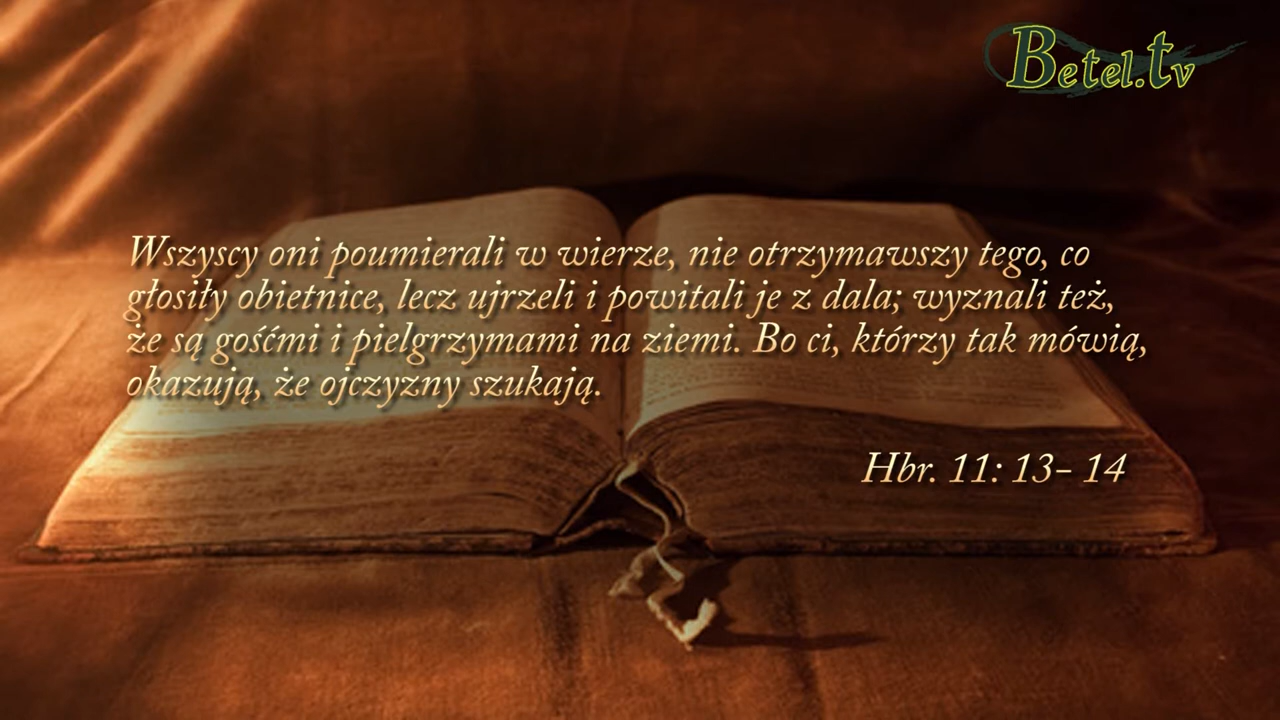 Betel.tv
Wszyscy oni poumierali w wierze, nie otrzymawszy tego, co
głosiły obietnice, lecz ujrzeli i powitali je z dala; wyznali też,
że są gośćmi i pielgrzymami na ziemi. Bo ci, którzy tak mówią,
okazują, że ojczyzny szukają.
Hbr. 11: 13- 14